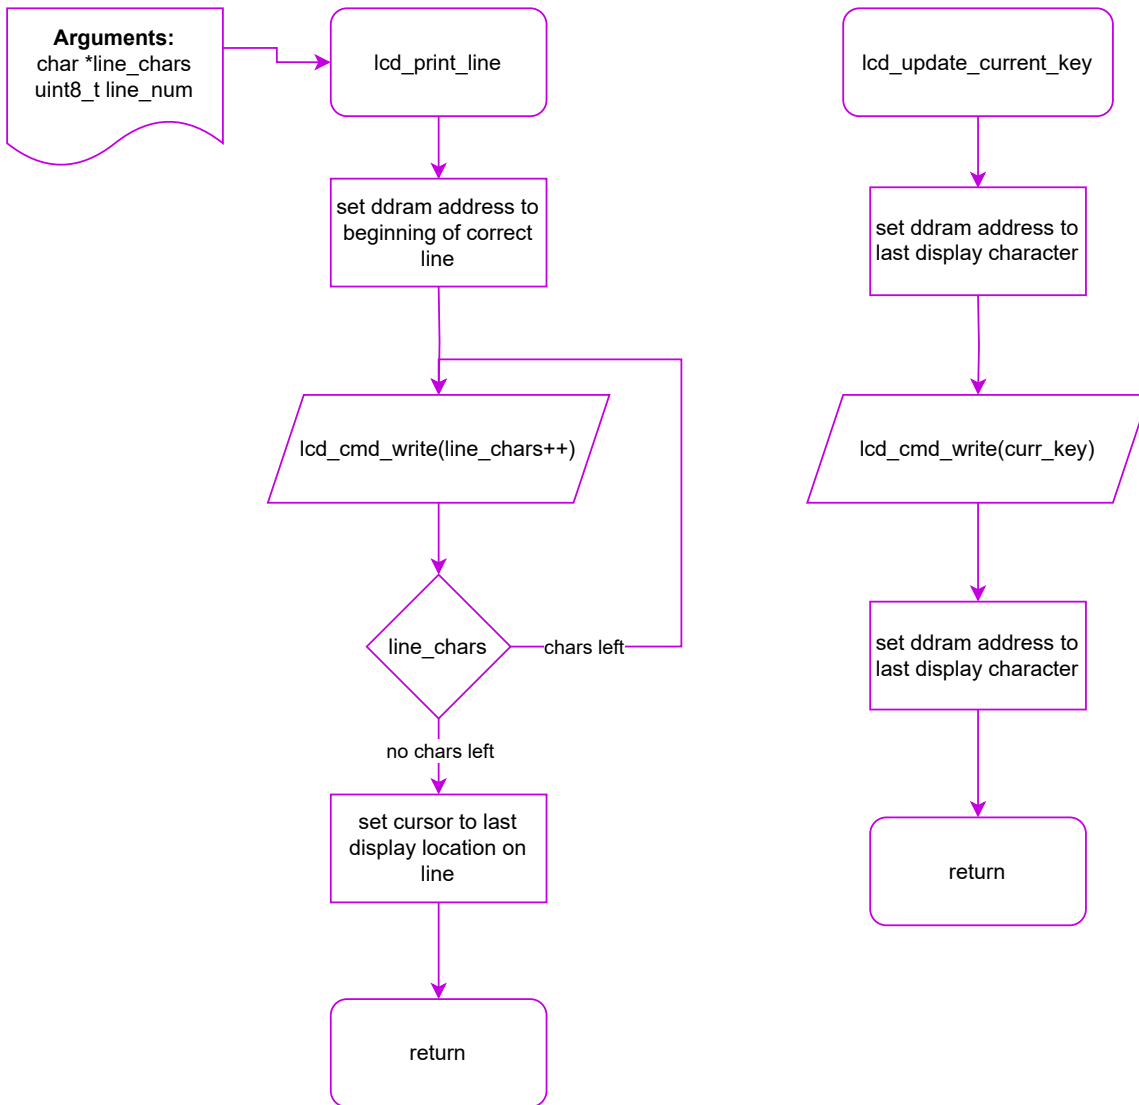 Arguments:
char *line_chars
uint8_t line_num
lcd_print_line
set ddram address to
beginning of correct
line
lcd_cmd_write(line_chars++)
line_chars
chars left
no chars left
set cursor to last
display location on
line
return
lcd_update_current_key
set ddram address to
last display character
lcd_cmd_write(curr_key)
set ddram address to
last display character
return